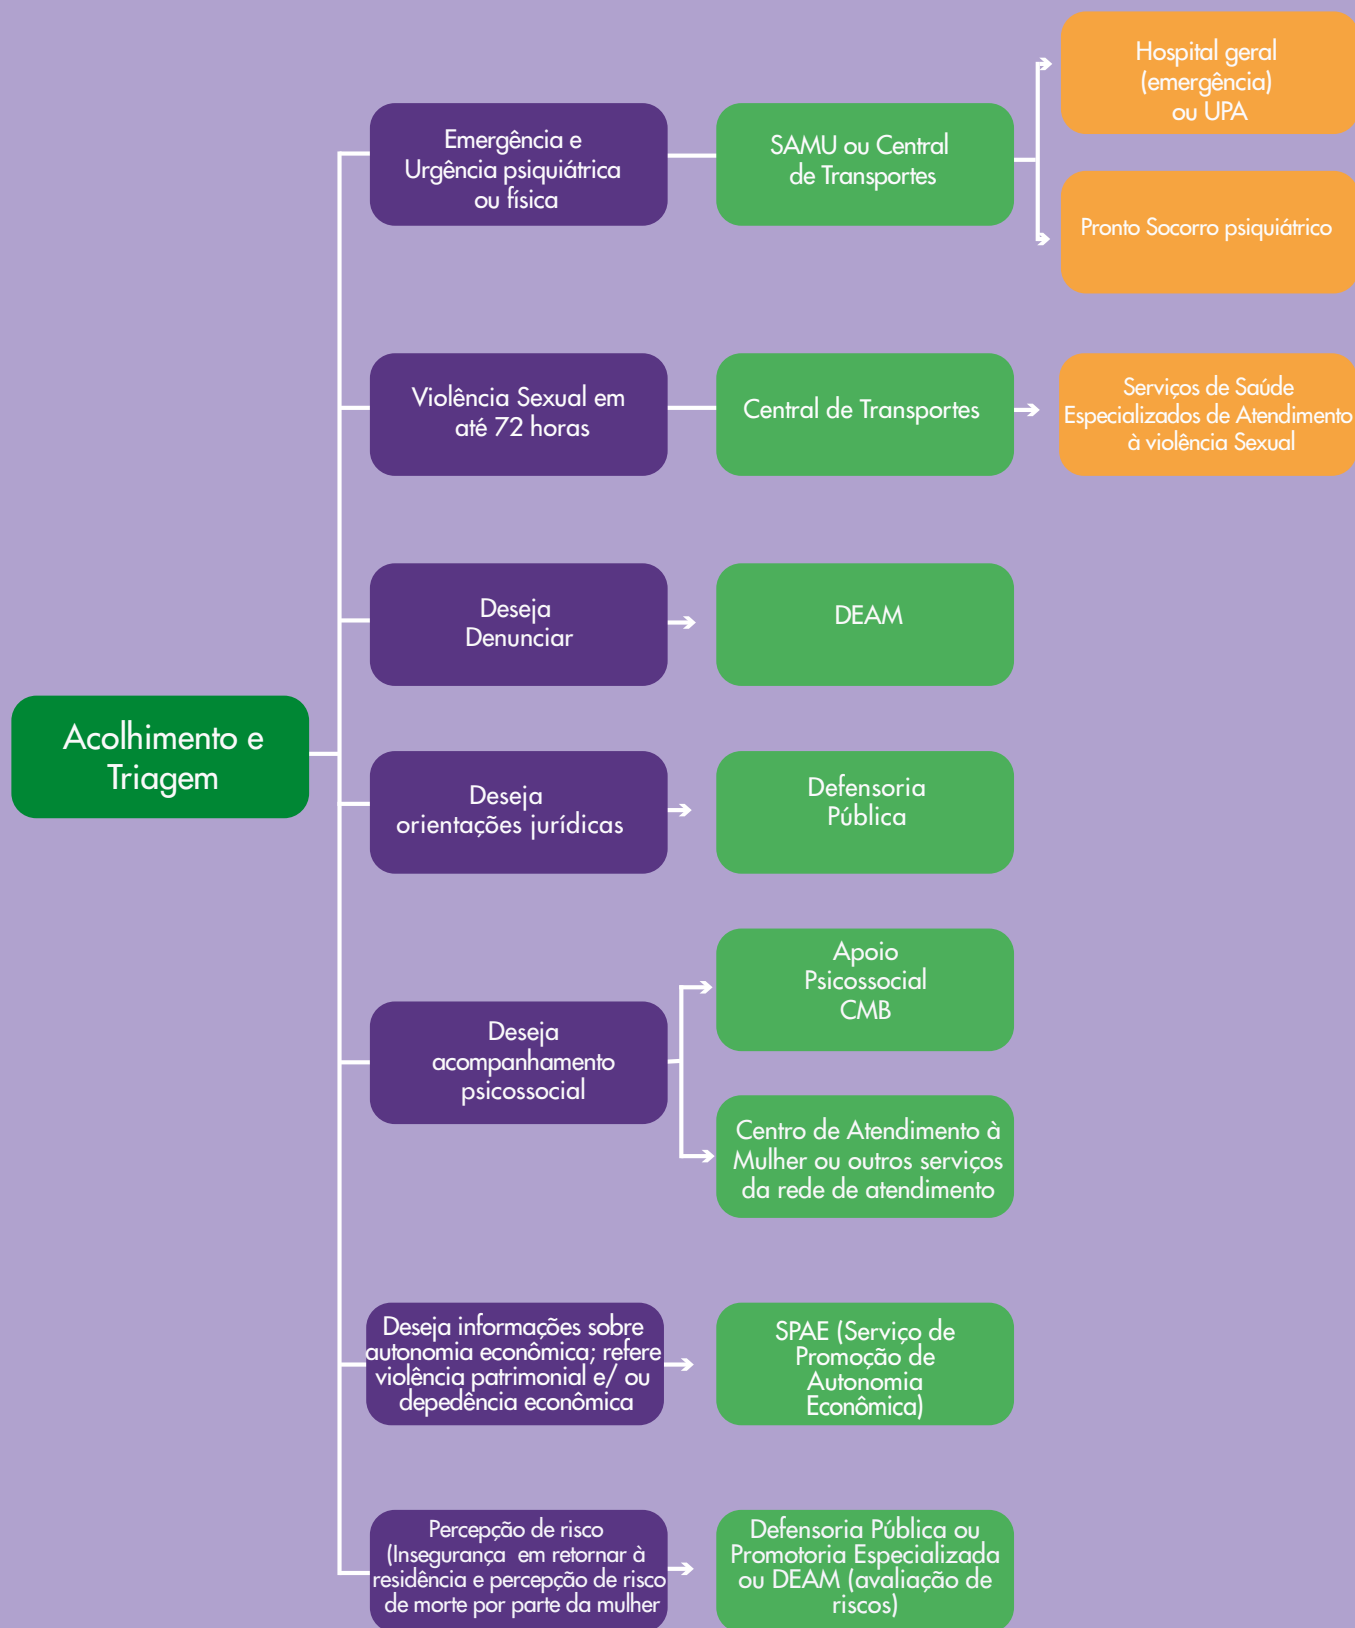 Acolhimento e
Triagem
Emergência e
Urgência psiquiátrica
ou física
SAMU ou Central
de Transportes
Hospital geral
(emergência)
ou UPA
Pronto Socorro psiquiátrico
Violência Sexual em
até 72 horas
Central de Transportes
Serviços de Saúde
Especializados de Atendimento
à violência Sexual
Deseja
Denunciar
DEAM
Deseja
orientações jurídicas
Defensoria
Pública
Deseja
acompanhamento
psicossocial
Apoio
Psicossocial
CMB
Centro de Atendimento à
Mulher ou outros serviços
da rede de atendimento
Deseja informações sobre
autonomia econômica; refere
violência patrimonial e/ ou
depedência econômica
SPAE (Serviço de
Promoção de
Autonomia
Econômica)
Percepção de risco
(Insegurança em retornar à
residência e percepção de risco
de morte por parte da mulher
Defensoria Pública ou
Promotoria Especializada
ou DEAM (avaliação de
riscos)